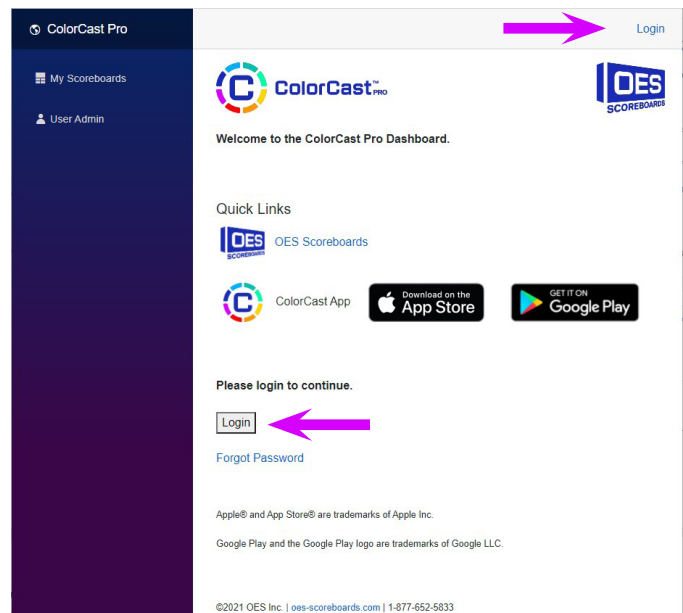 ColorCast Pro
Login
My Scoreboards
User Admin
C ColorCast™ PRO
OES
SCOREBOARDS
Welcome to the ColorCast Pro Dashboard.
Quick Links
OES
SCOREBOARDS
OES Scoreboards
C
ColorCast App
Download on the
App Store
GET IT ON
Google Play
Please login to continue.
Login
Forgot Password
Apple® and App Store® are trademarks of Apple Inc.
Google Play and the Google Play logo are trademarks of Google LLC.
©2021 OES Inc. | oes-scoreboards.com | 1-877-652-5833